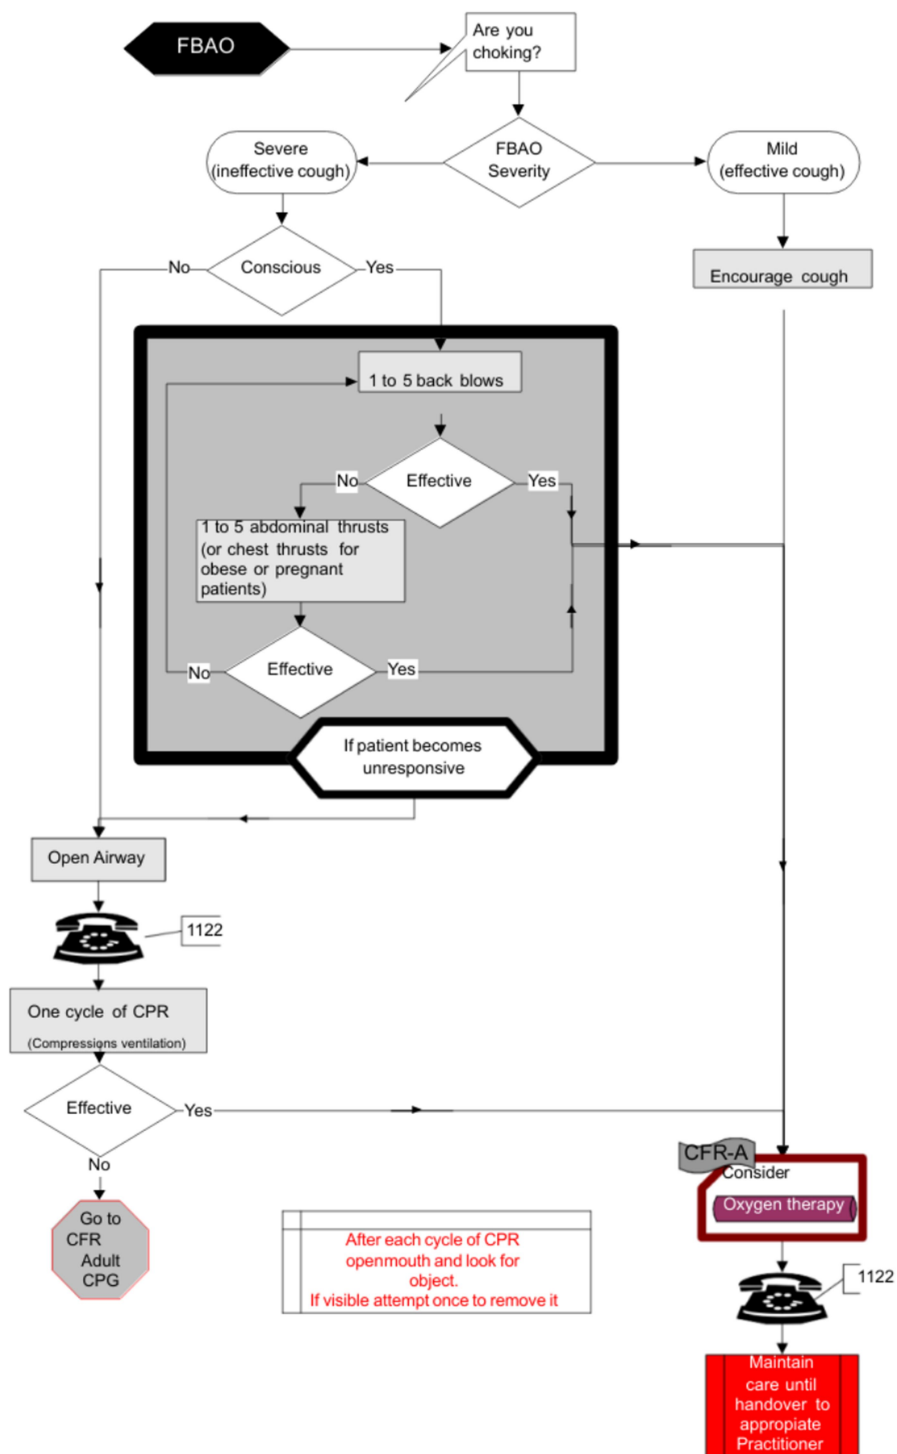 FBAO
Are you
choking?
Severe
(ineffective cough)
FBAO
Severity
Mild
(effective cough)
No
Conscious
Yes
Encourage cough
1 to 5 back blows
No
Effective
Yes
1 to 5 abdominal thrusts
(or chest thrusts for
obese or pregnant
patients)
No
Effective
Yes
If patient becomes
unresponsive
Open Airway
1122
One cycle of CPR
(Compressions ventilation)
Effective
Yes
No
Go to
CFR
Adult
CPG
After each cycle of CPR
openmouth and look for
object.
If visible attempt once to remove it
CFR-A
Consider
Oxygen therapy
1122
Maintain
care until
handover to
appropiate
Practitioner